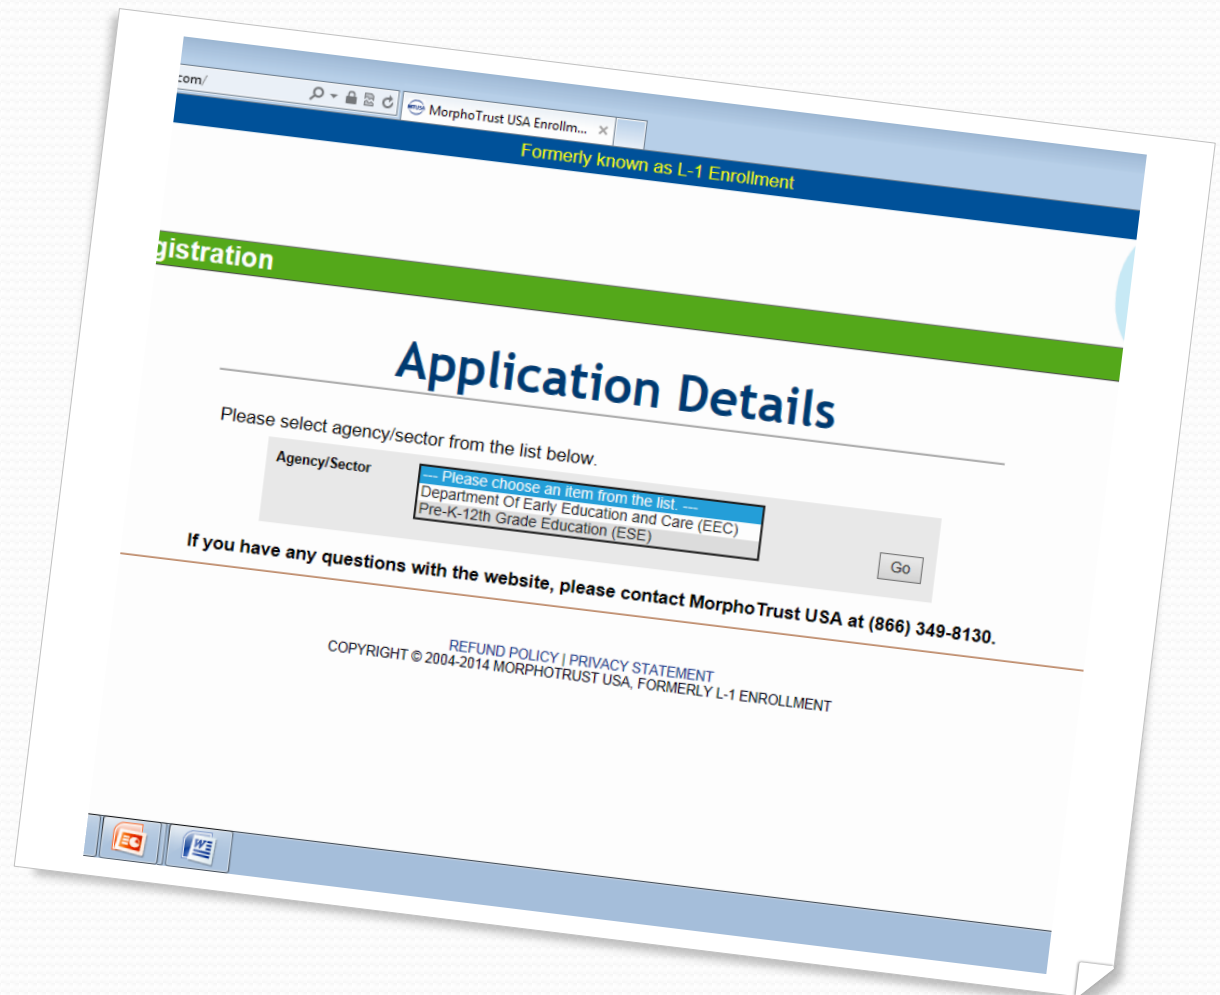 com/
MorphoTrust USA Enrollm...
Formerly known as L-1 Enrollment
gistration
Application Details
Please select agency/sector from the list below.
Agency/Sector
--- Please choose an item from the list. ---
Department Of Early Education and Care (EEC)
Pre-K-12th Grade Education (ESE)
Go
If you have any questions with the website, please contact MorphoTrust USA at (866) 349-8130.
REFUND POLICY | PRIVACY STATEMENT
COPYRIGHT © 2004-2014 MORPHOTRUST USA, FORMERLY L-1 ENROLLMENT